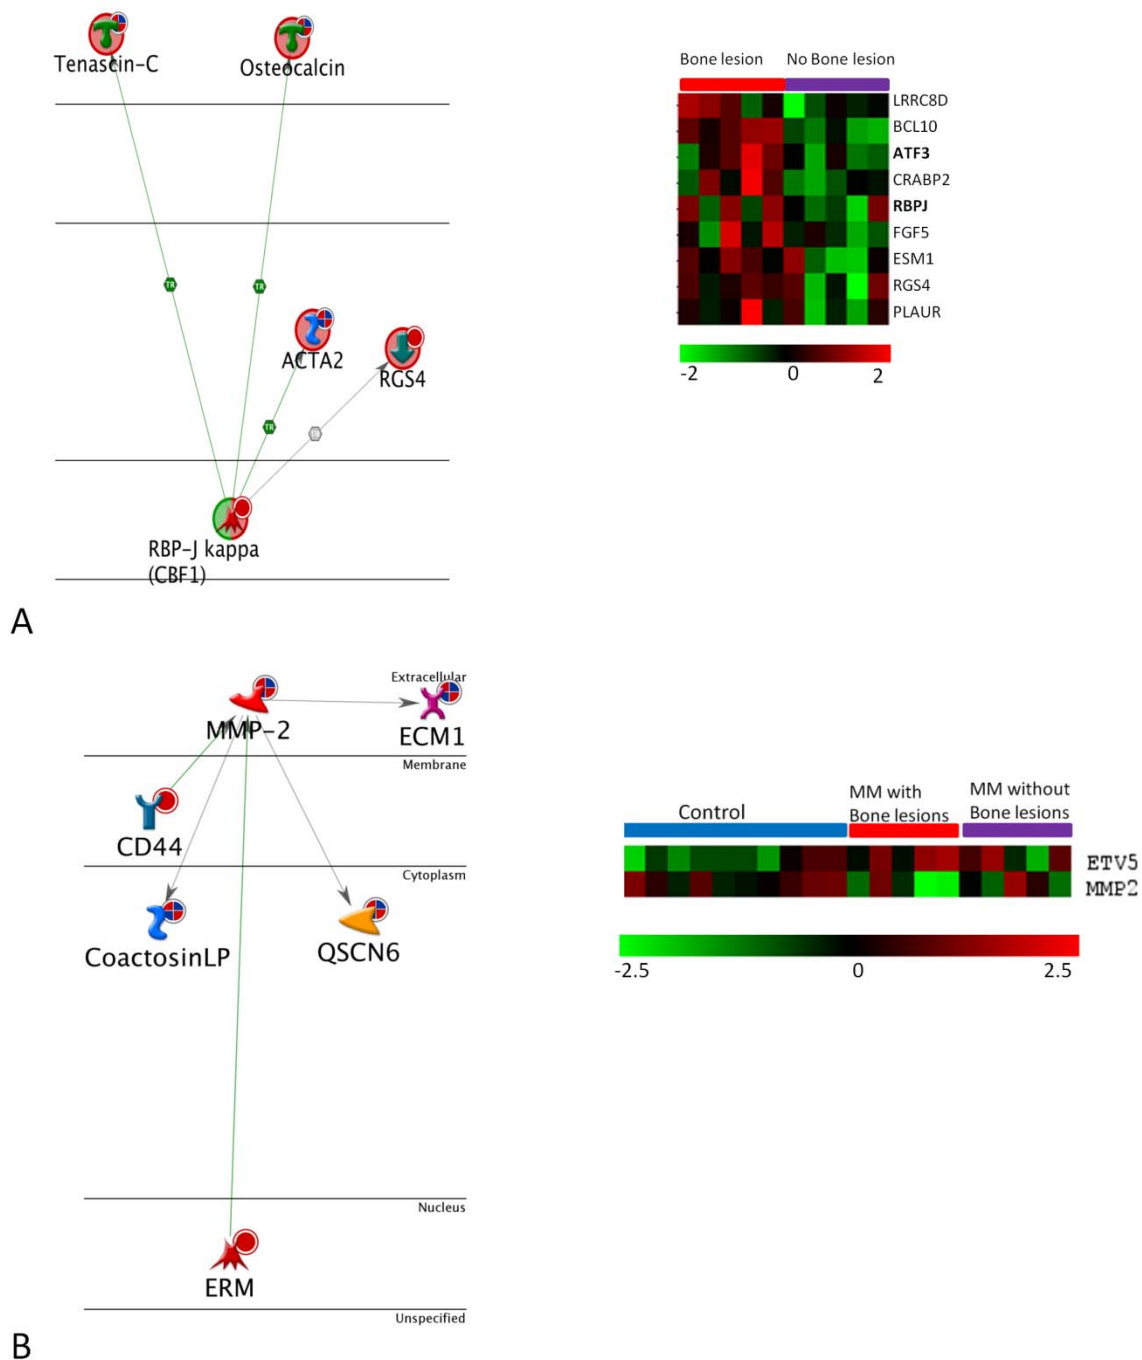 Tenascin-C
Osteocalcin
TR
TR
ACTA2
RGS4
TR
RBP-J kappa
(CBF1)
Bone lesion
No Bone lesion
LRRC8D
BCL10
ATF3
CRABP2
RBPJ
FGF5
ESM1
RGS4
PLAUR
-2
0
2
A
Extracellular
MMP-2
ECM1
Membrane
CD44
Cytoplasm
CoactosinLP
QSCN6
Nucleus
ERM
Unspecified
Control
MM with
Bone lesions
MM without
Bone lesions
ETV5
MMP2
-2.5
0
2.5
B